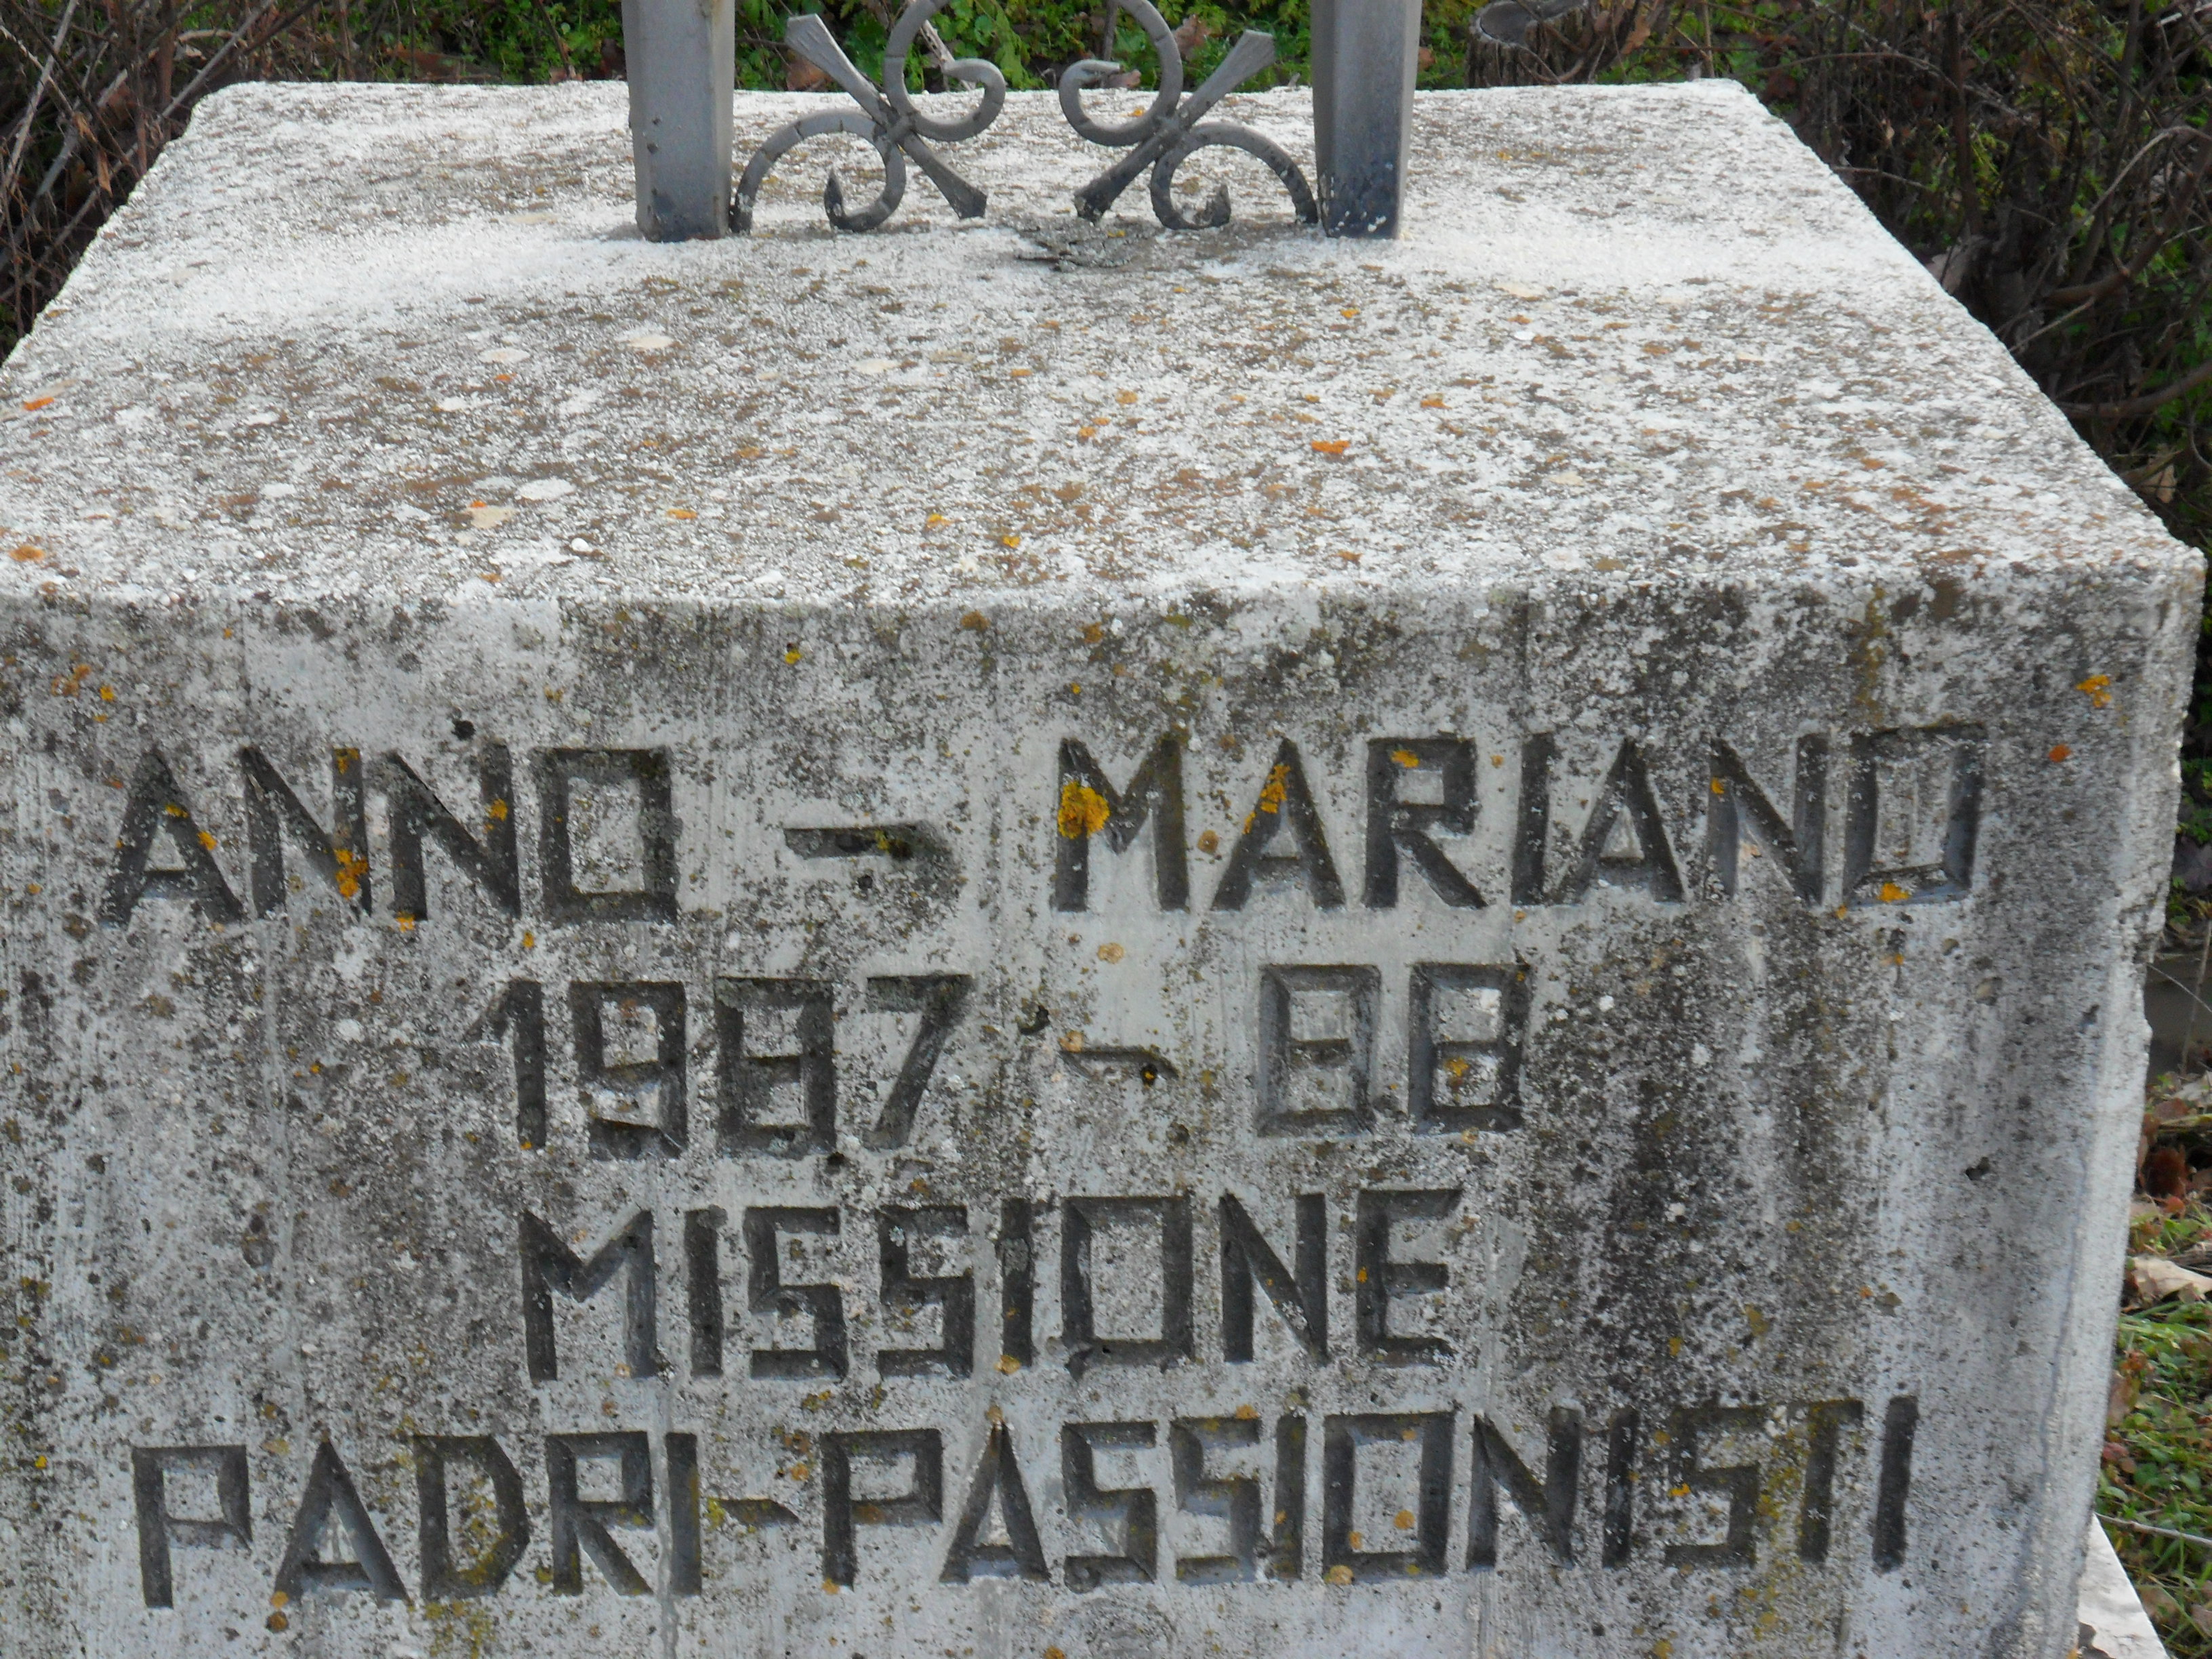 ANNO - MARIANO
1987 - 88
MISSIONE
PADRI-PASSIONISTI